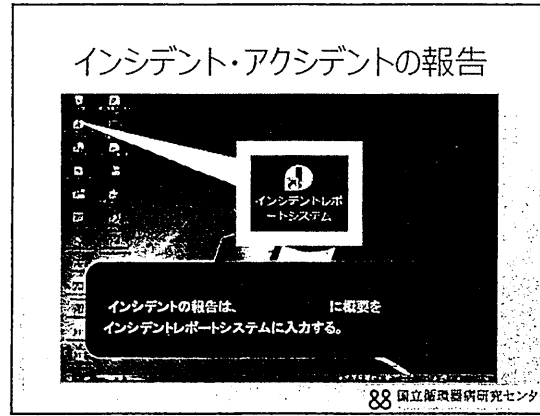 インシデント・アクシデントの報告
インシデントレポ
ートシステム
インシデントの報告は、 に概要を
インシデントレポートシステムに入力する。
国立循環器病研究センタ